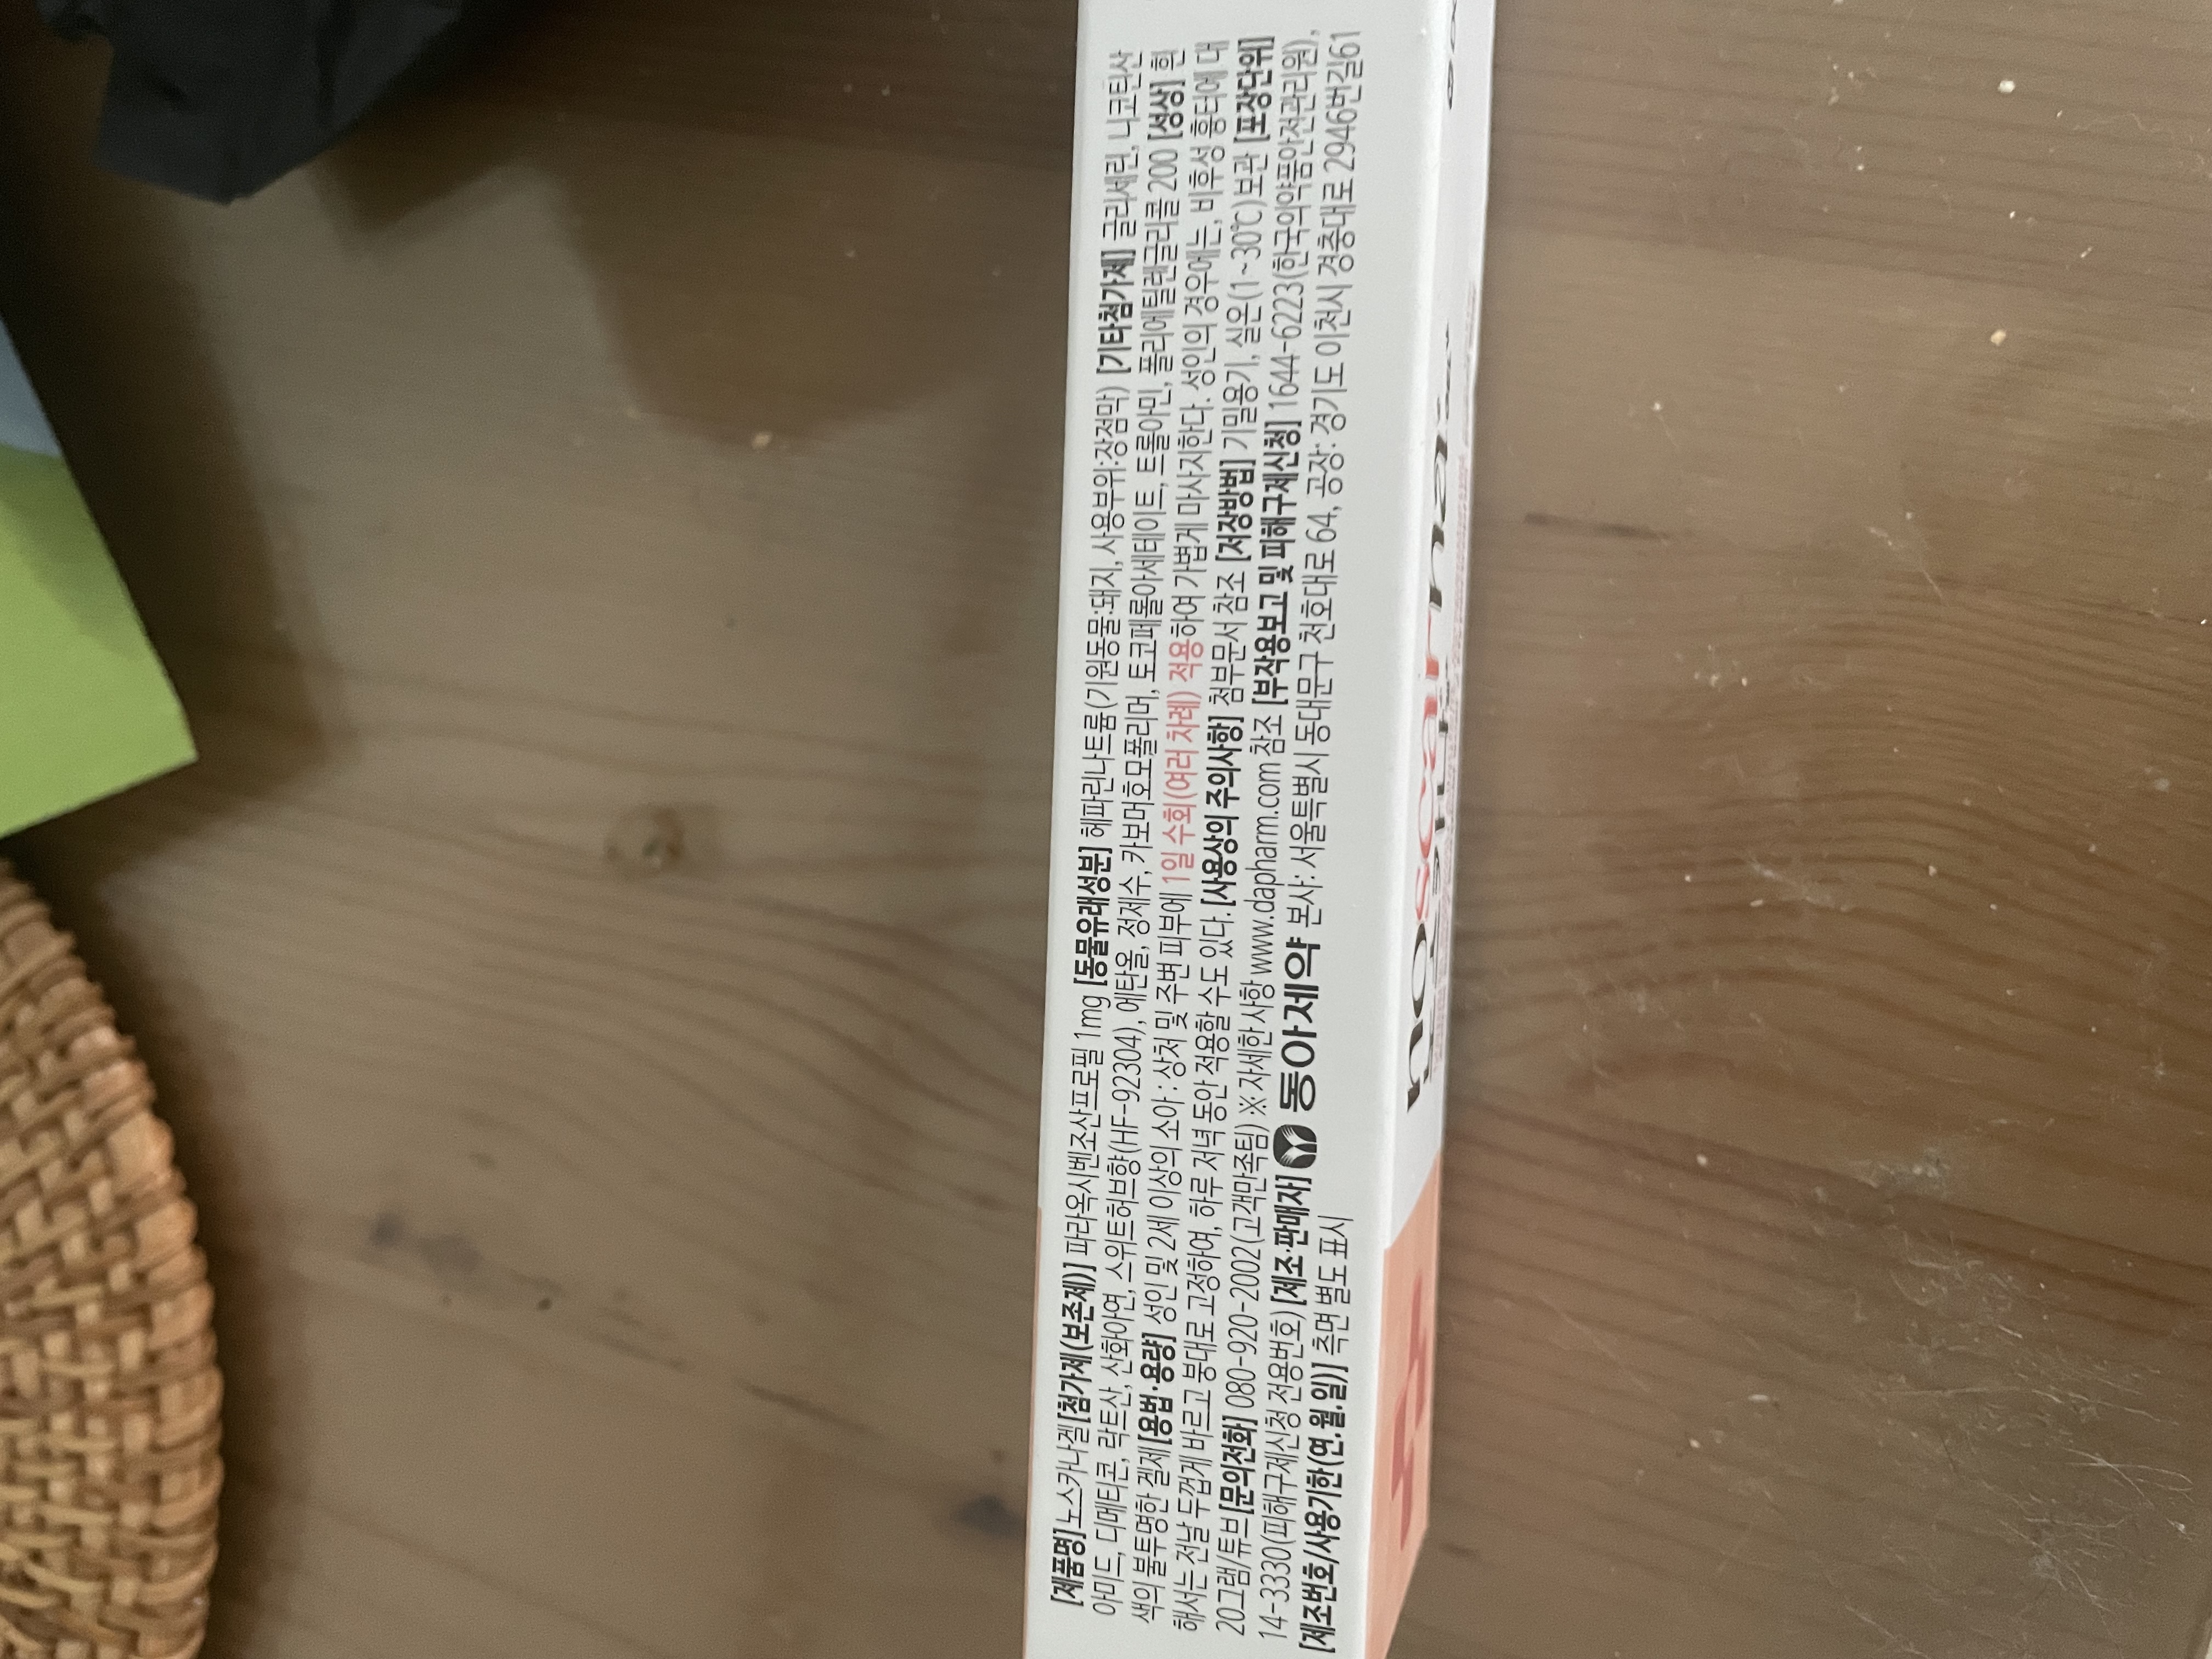 [제품명] 노스카나겔 [첨가제(보존제)] 파라옥시벤조산프로필 1mg [동물유래성분] 헤파린나트륨(기원동물:돼지, 사용부위:장점막) [기타첨가제] 글리세린, 니코틴산
아미드, 디메티콘, 락트산, 산화아연, 스위트허브향(HF-92304), 에탄올, 정제수, 카보머호모폴리머, 토코페롤아세테이트, 트롤아민, 폴리에틸렌글리콜 200 [성상] 흰
색의 불투명한 겔제 [용법·용량] 성인 및 2세 이상의 소아 : 상처 및 주변 피부에 1일 수회(여러 차례) 적용하여 가볍게 마사지한다. 성인의 경우에는, 비후성 흉터에 대
해서는 전날 두껍게 바르고 붕대로 고정하여, 하루 저녁 동안 적용할 수도 있다. [사용상의 주의사항] 첨부문서 참조 [저장방법] 기밀용기, 실온(1~30℃)보관 [포장단위]
20그램/튜브 [문의전화] 080-920-2002(고객만족팀) ※ 자세한 사항 www.dapharm.com 참조 [부작용보고 및 피해구제신청] 1644-6223(한국의약품안전관리원),
14-3330(피해구제신청 전용번호) [제조·판매자] 동아제약 본사: 서울특별시 동대문구 천호대로 64, 공장: 경기도 이천시 경충대로 2946번길61
[제조번호/사용기한(연.월.일)] 측면 별도 표시
noscarna